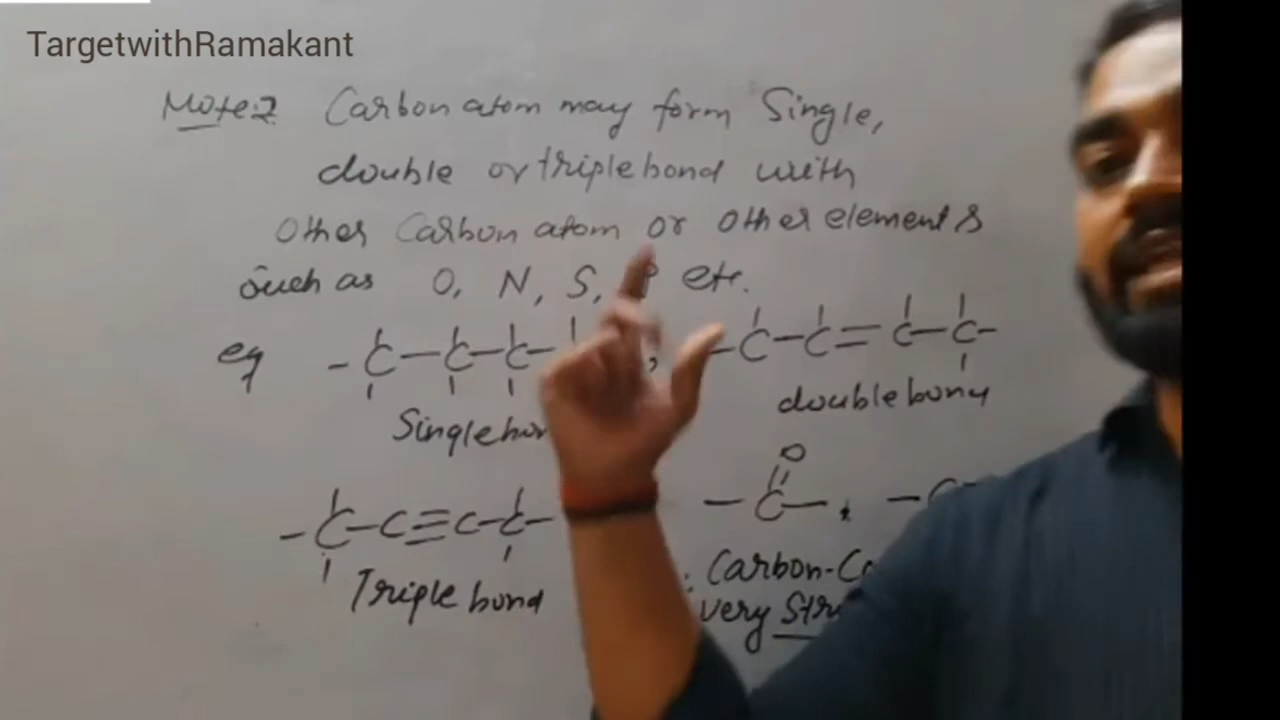 TargetwithRamakant
Note:2 Carbon atom may form Single,
double or triple bond with
Other Carbon atom or other elements
Such as O, N, S, P etc.
eg -C-C-C- , -C-C=C-C-
Single double bond
O
-C-C≡C-C- -C-, -C
Triple bond Carbon-
very